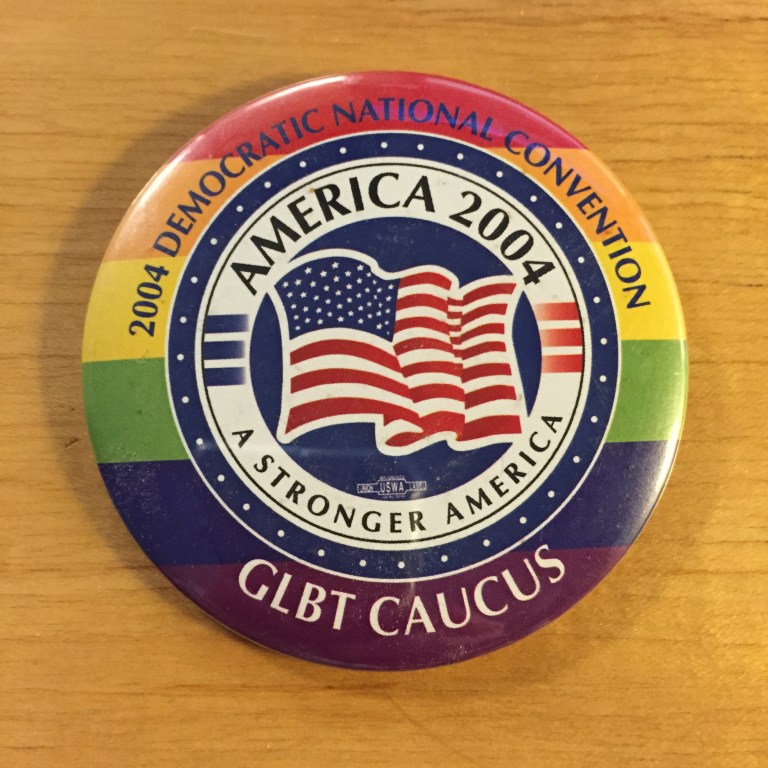 2004 DEMOCRATIC NATIONAL CONVENTION
AMERICA 2004
USWA
A STRONGER AMERICA
GLBT CAUCUS